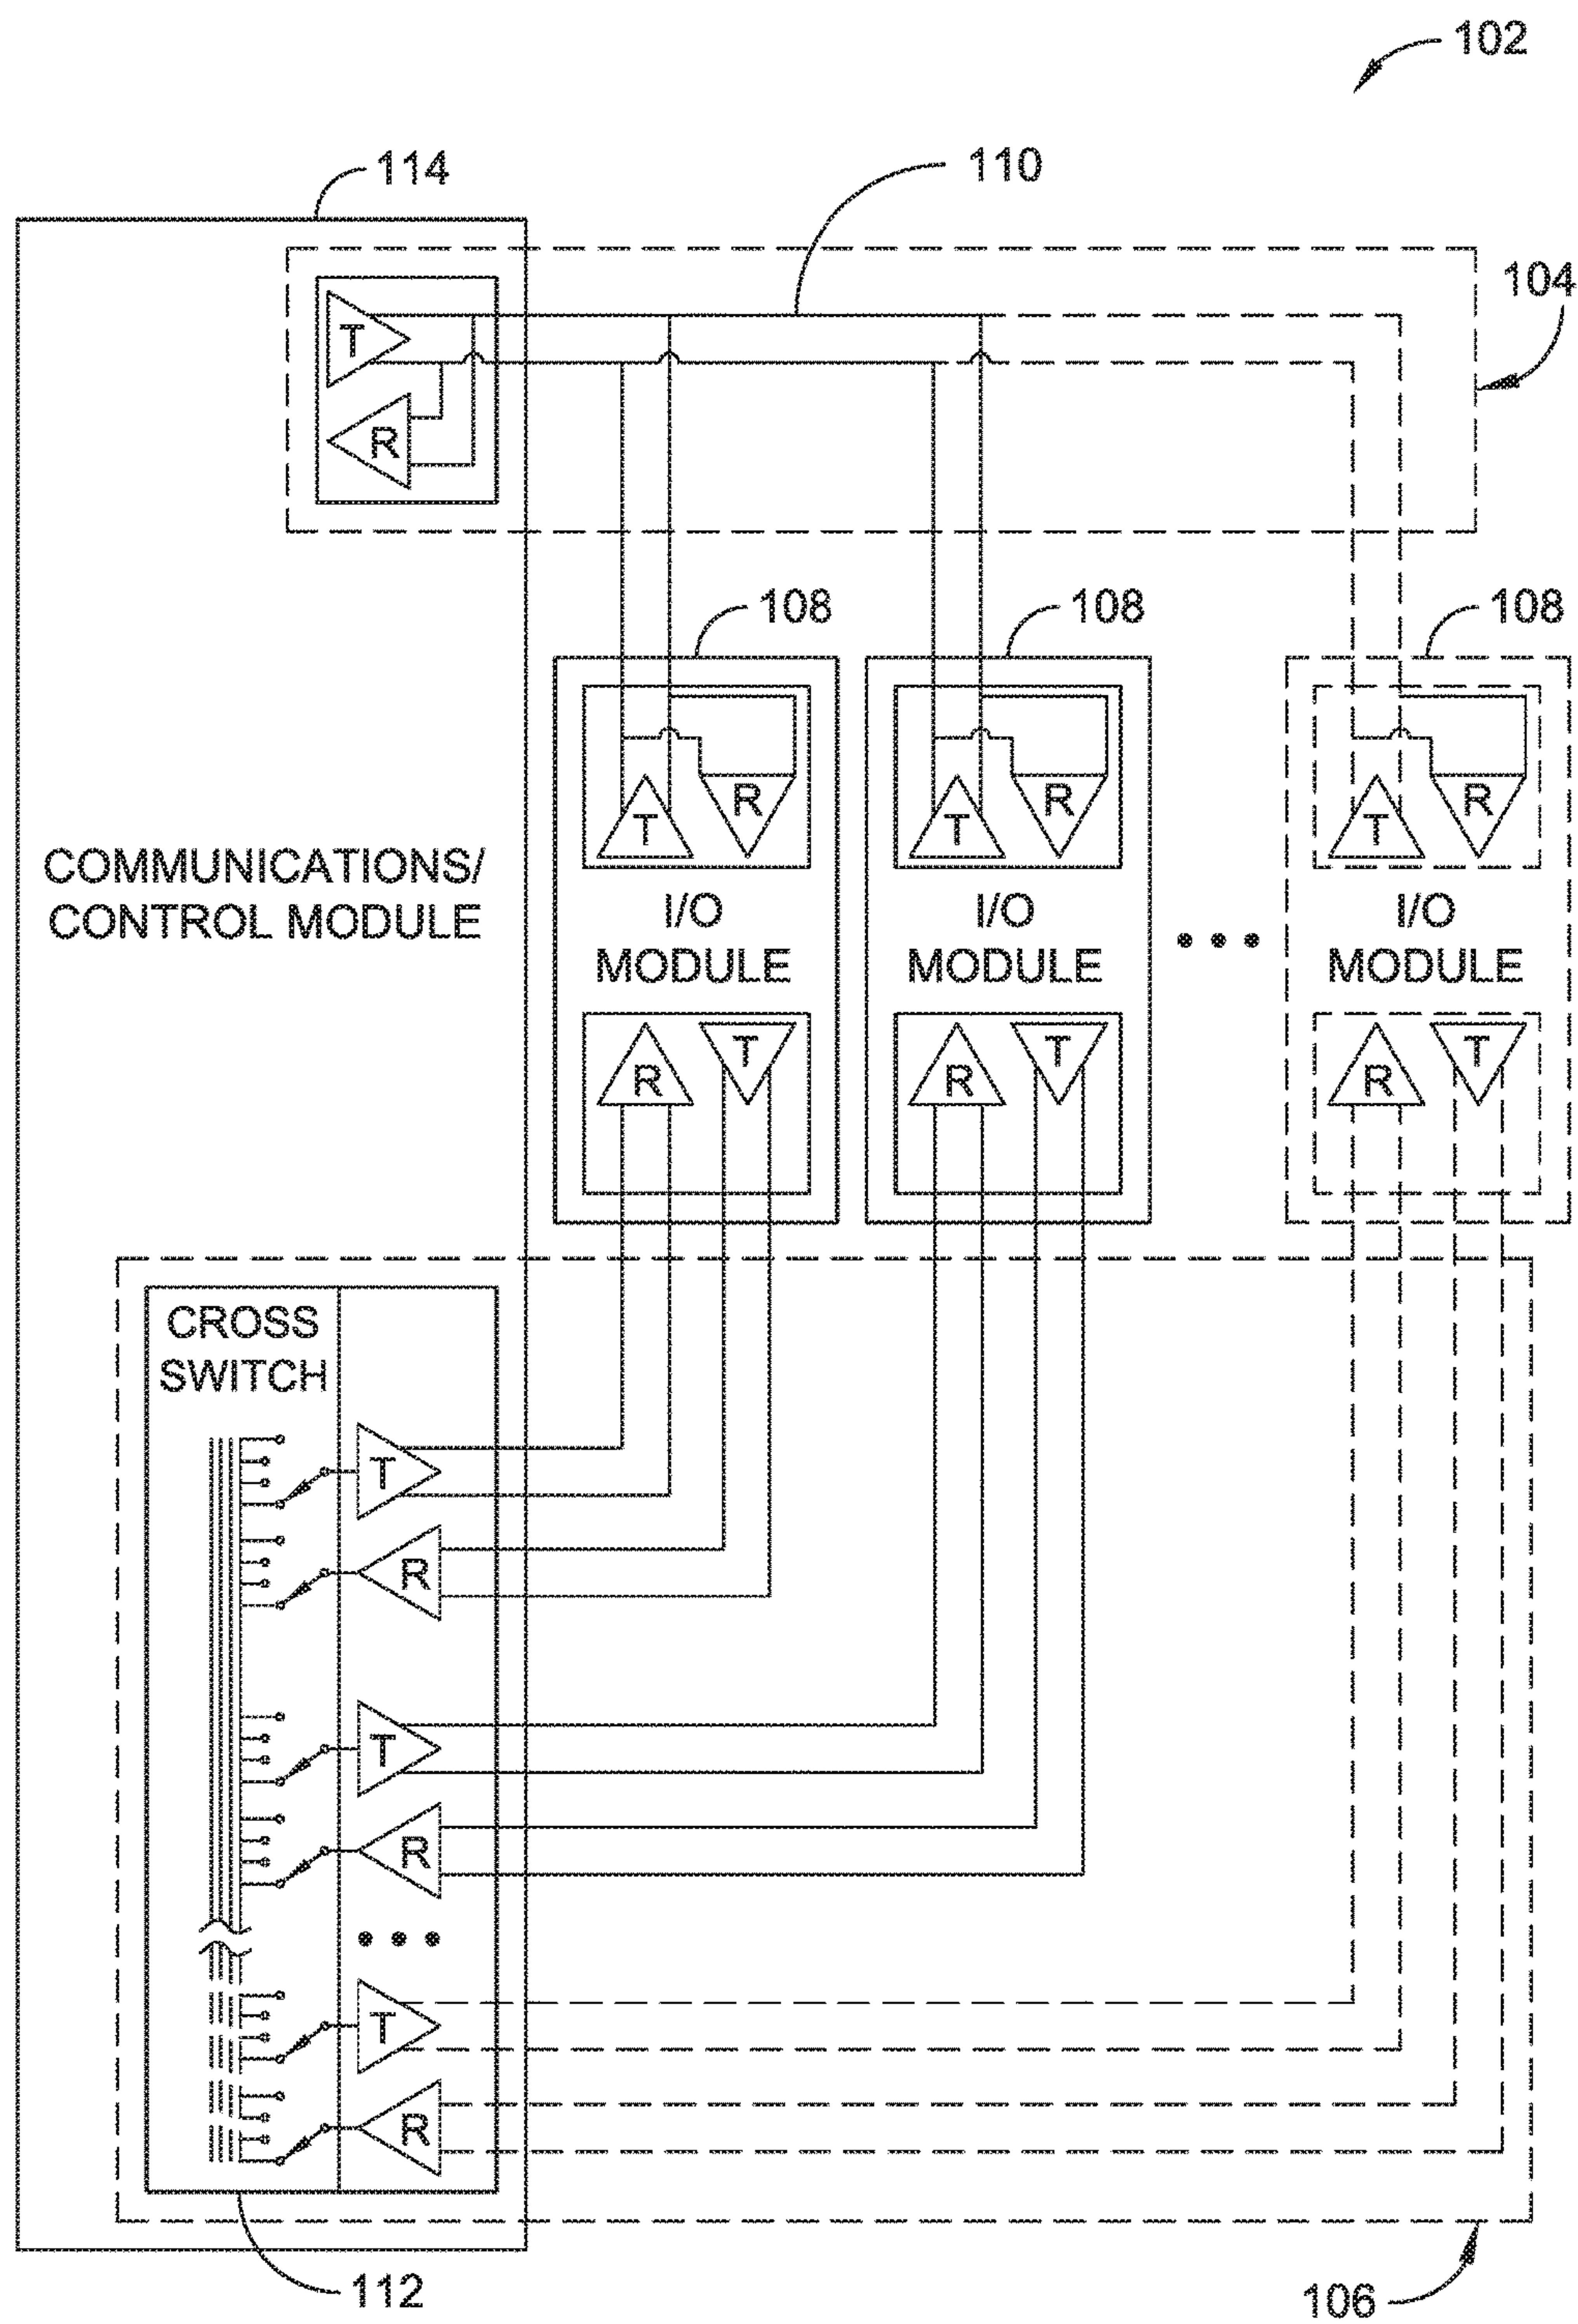 102
114
110
104
T
R
108
108
108
R
R
R
T
T
T
COMMUNICATIONS/
CONTROL MODULE
I/O
MODULE
I/O
MODULE
I/O
MODULE
R
T
R
T
R
T
CROSS
SWITCH
T
R
T
R
T
R
112
106